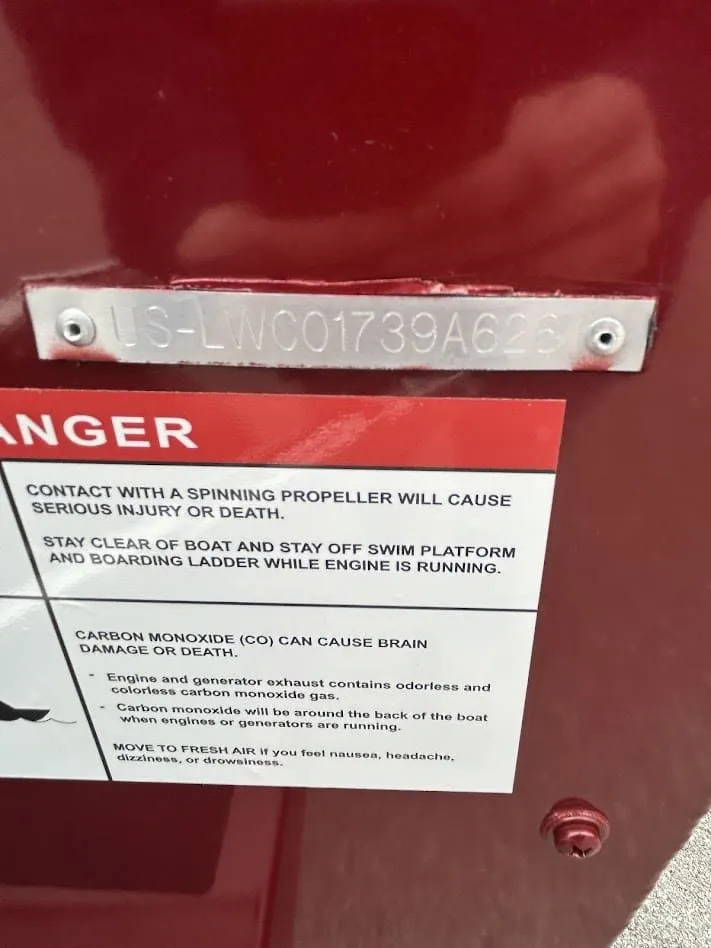 US-LWC01739A626
ANGER
CONTACT WITH A SPINNING PROPELLER WILL CAUSE
SERIOUS INJURY OR DEATH.
STAY CLEAR OF BOAT AND STAY OFF SWIM PLATFORM
AND BOARDING LADDER WHILE ENGINE IS RUNNING.
CARBON MONOXIDE (CO) CAN CAUSE BRAIN
DAMAGE OR DEATH.
- Engine and generator exhaust contains odorless and
colorless carbon monoxide gas.
- Carbon monoxide will be around the back of the boat
when engines or generators are running.
MOVE TO FRESH AIR if you feel nausea, headache,
dizziness, or drowsiness.